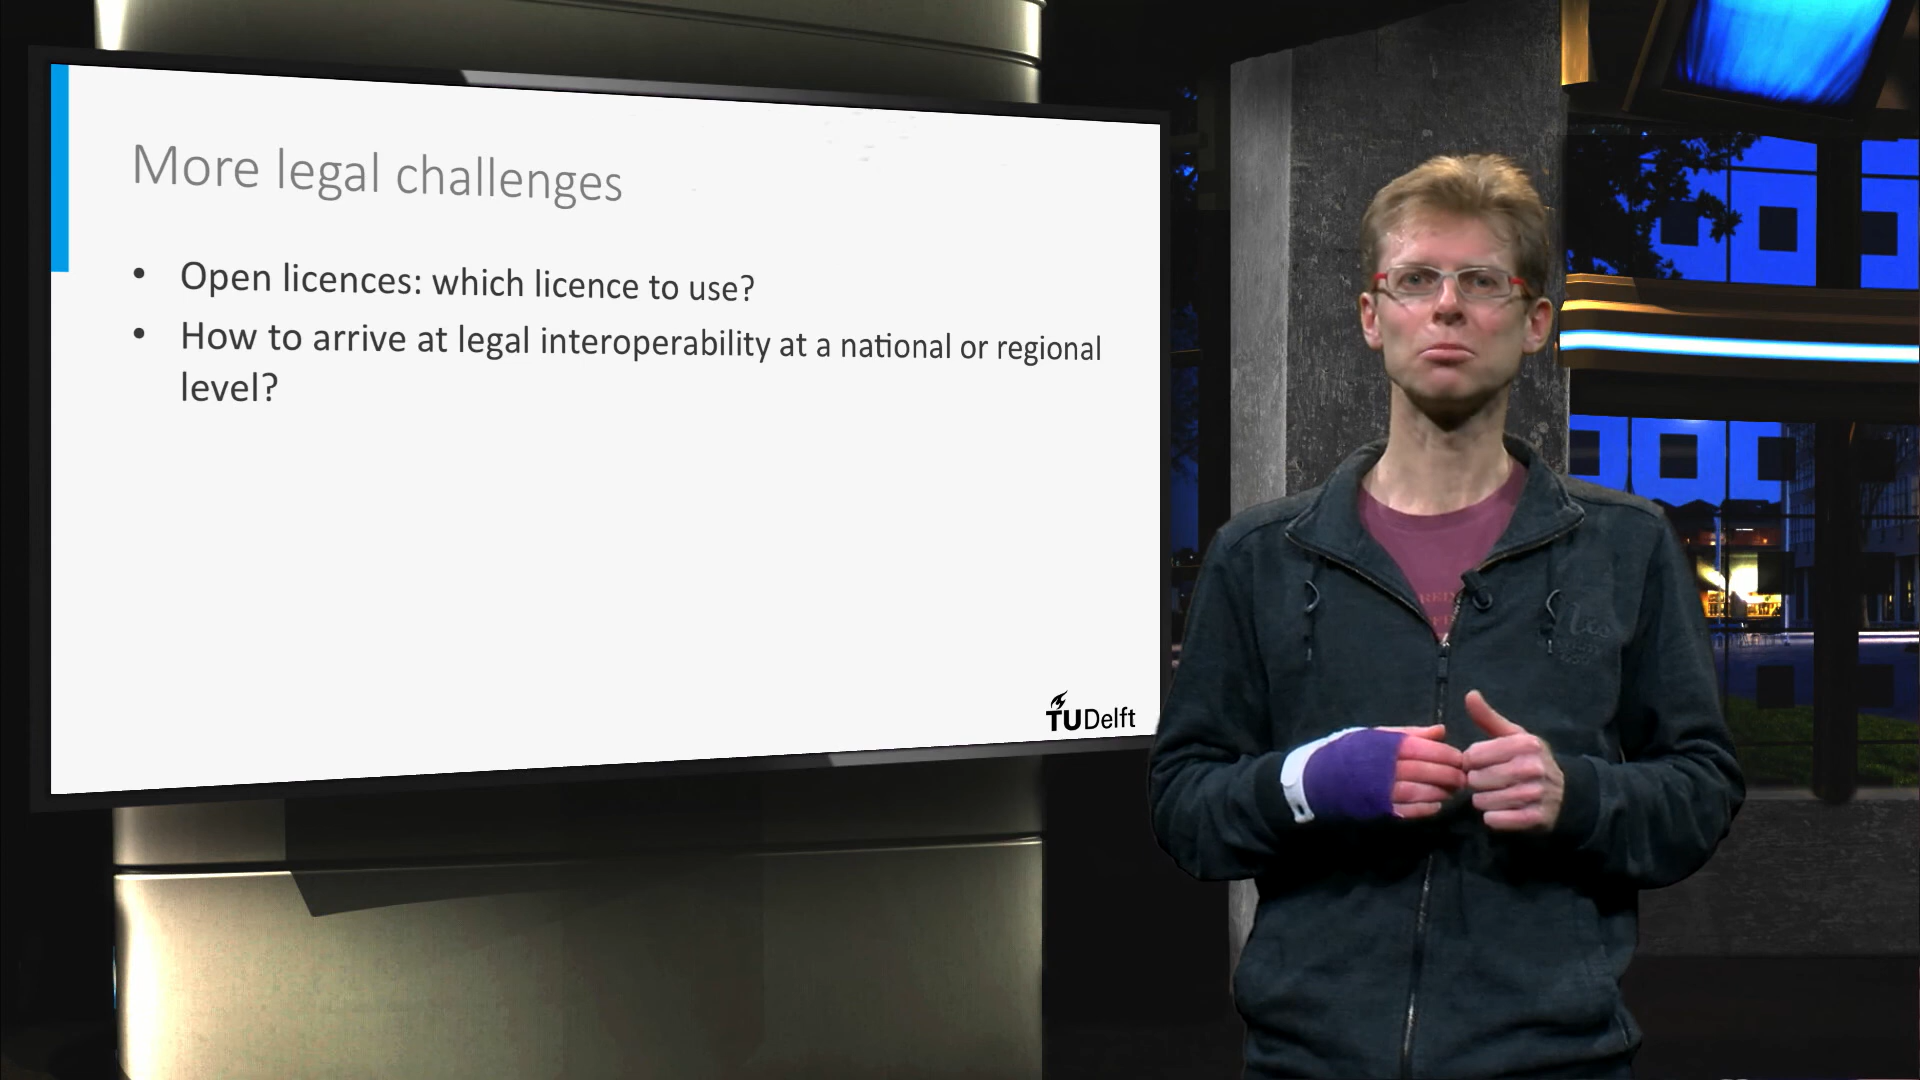 More legal challenges
• Open licences: which licence to use?
• How to arrive at legal interoperability at a national or regional
level?
TUDelft